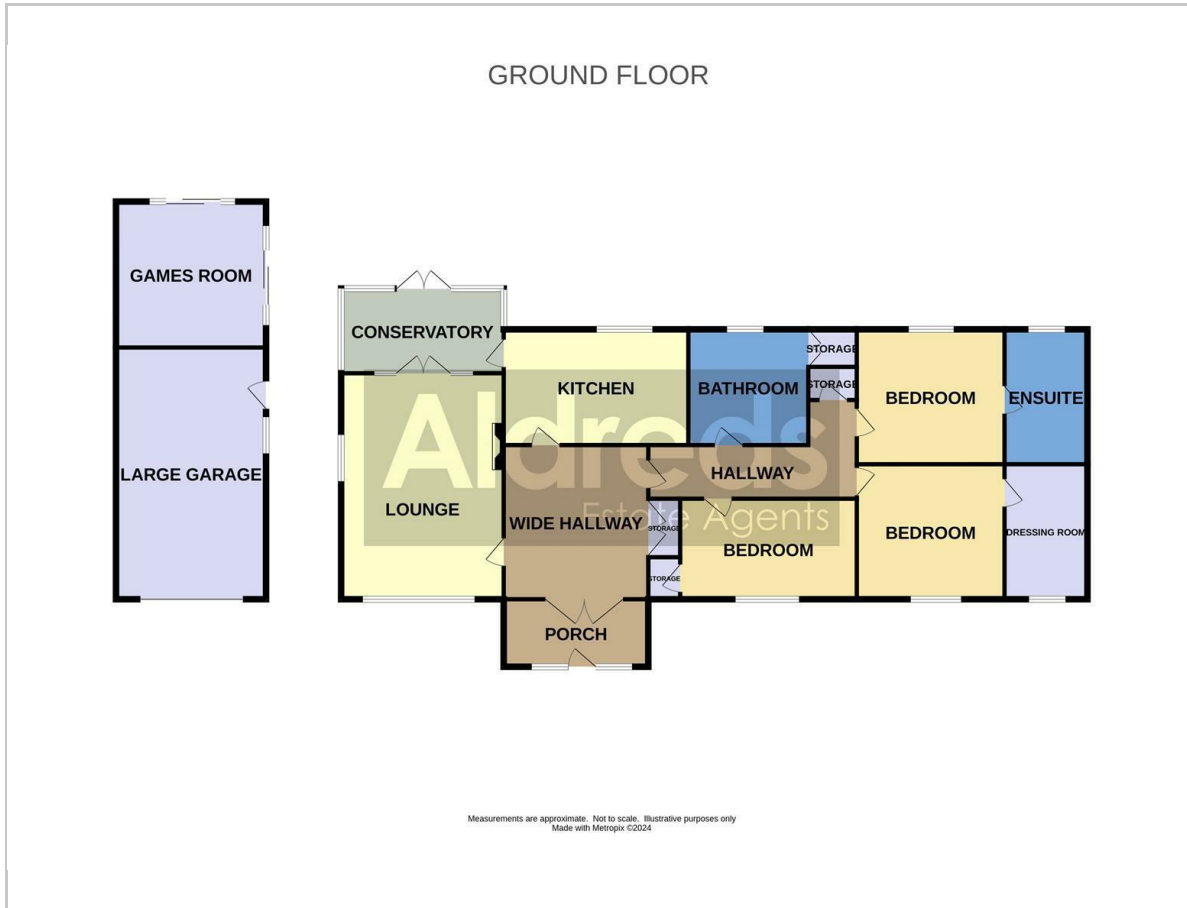 GROUND FLOOR
GAMES ROOM
LARGE GARAGE
CONSERVATORY
KITCHEN
BATHROOM
STORAGE
STORAGE
BEDROOM
ENSUITE
Aldreds
Estate Agents
LOUNGE
WIDE HALLWAY
HALLWAY
STORAGE
STORAGE
BEDROOM
BEDROOM
DRESSING ROOM
PORCH
Measurements are approximate. Not to scale. Illustrative purposes only
Made with Metropix ©2024